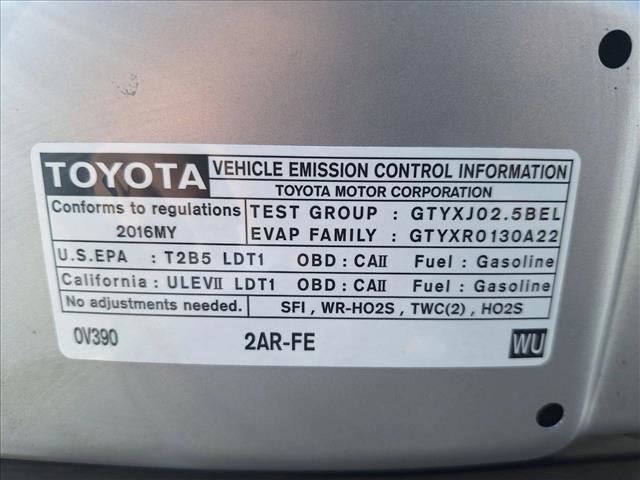 TOYOTA VEHICLE EMISSION CONTROL INFORMATION
TOYOTA MOTOR CORPORATION
Conforms to regulations
2016MY
TEST GROUP : GTYXJ02.5BEL
EVAP FAMILY : GTYXR0130A22
U.S.EPA : T2B5 LDT1 OBD : CAII Fuel : Gasoline
California : ULEVII LDT1 OBD : CAII Fuel : Gasoline
No adjustments needed. SFI , WR-HO2S , TWC(2) , HO2S
0V390 2AR-FE WU